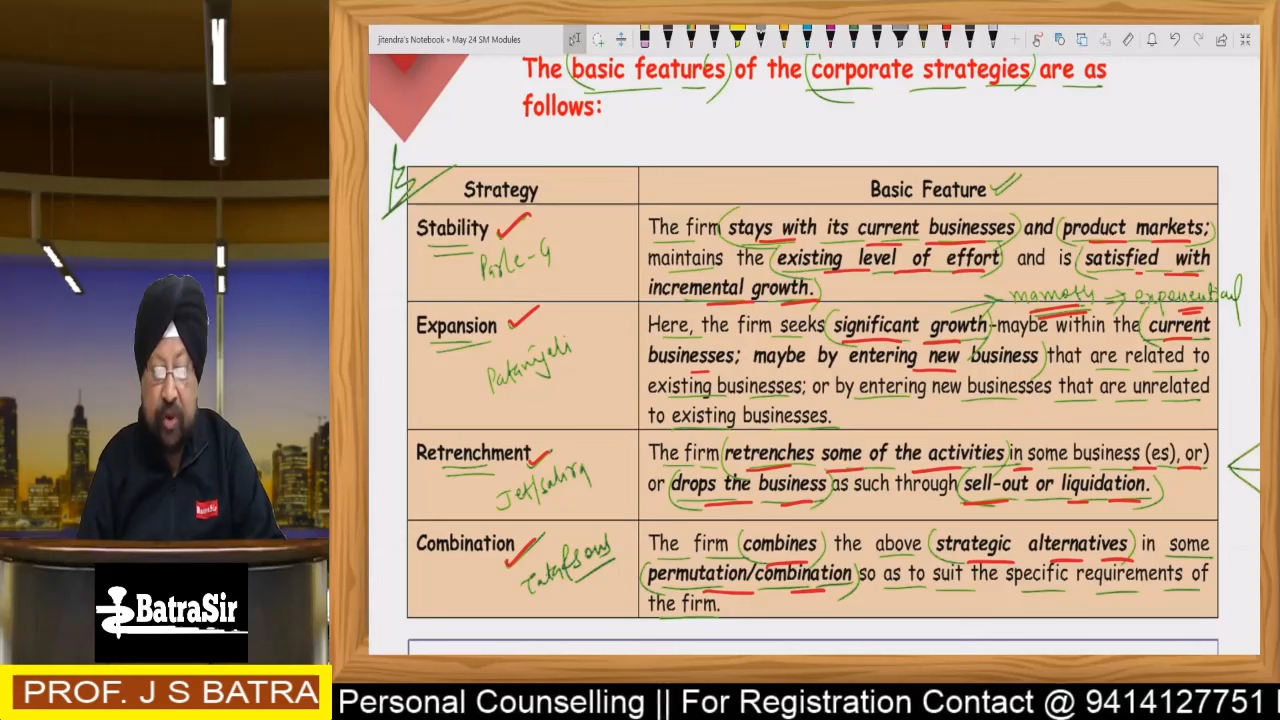 jitendra's Notebook » May 24 SM Modules
The basic features of the corporate strategies are as
follows:
Strategy
Basic Feature
Stability
Parle-G
The firm stays with its current businesses and product markets;
maintains the existing level of effort and is satisfied with
incremental growth.
Expansion
Patanjali
Here, the firm seeks significant growth-maybe within the current
businesses; maybe by entering new business that are related to
existing businesses; or by entering new businesses that are unrelated
to existing businesses.
Retrenchment
Jet/Sahara
The firm retrenches some of the activities in some business (es), or)
or drops the business as such through sell-out or liquidation.
Combination
The firm combines the above strategic alternatives in some
permutation/combination so as to suit the specific requirements of
the firm.
BatraSir
BatraSir
PROF. J S BATRA
Personal Counselling || For Registration Contact @ 9414127751